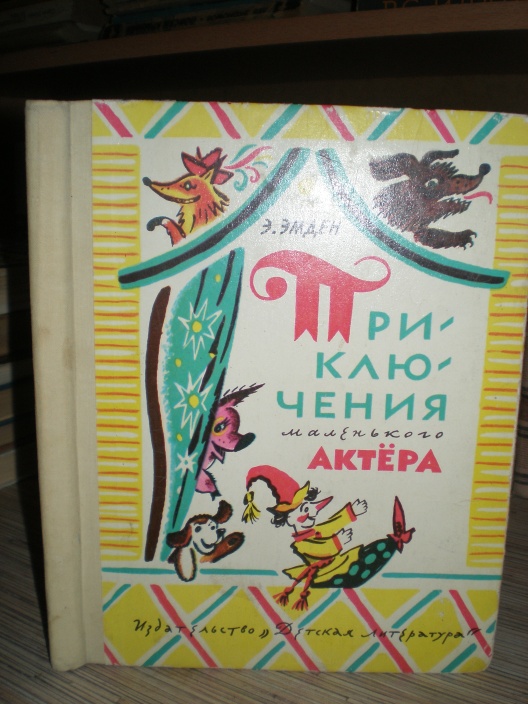 Э. ЭМДЕН
ПРИ-
КЛЮ-
ЧЕНИЯ
маленького
АКТЁРА
Издательство „Детская литература"